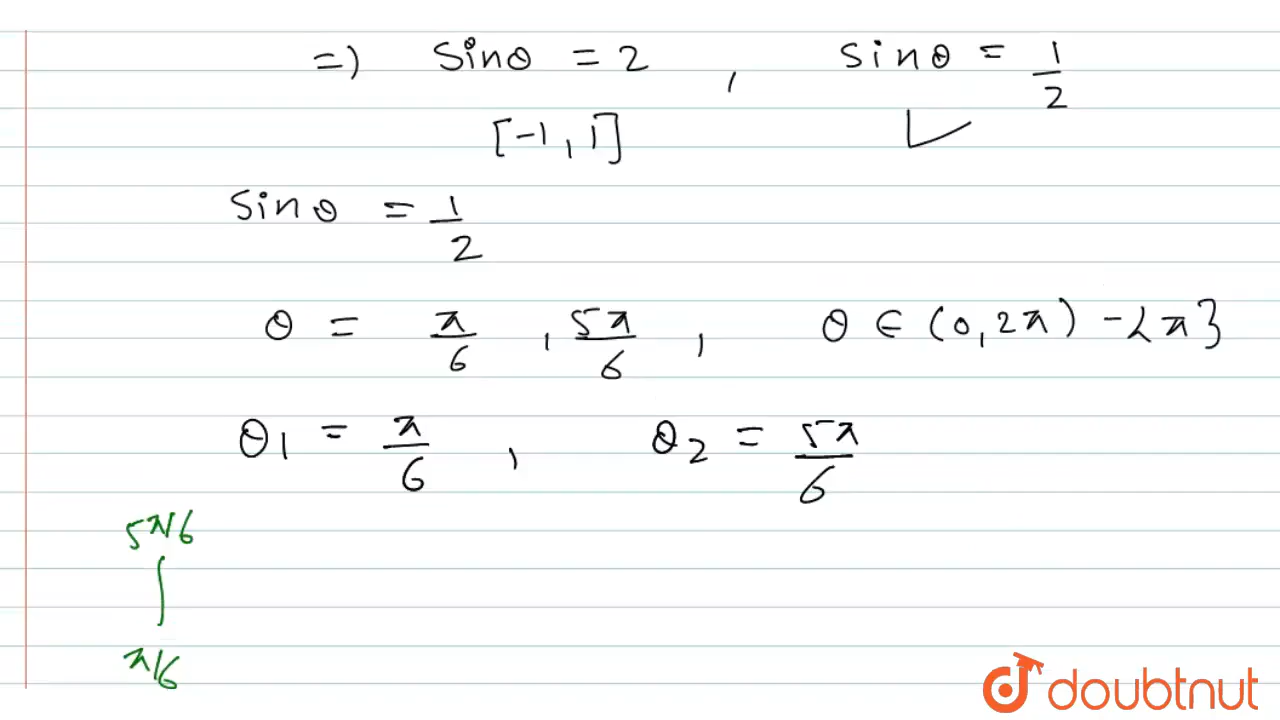 =) Sinθ = 2 , sinθ = 1/2
[-1, 1]
Sinθ = 1/2
θ = π/6 , 5π/6 , θ ∈ (0, 2π) - {π}
θ1 = π/6 , θ2 = 5π/6
5π/6
∫
π/6
doubtnut